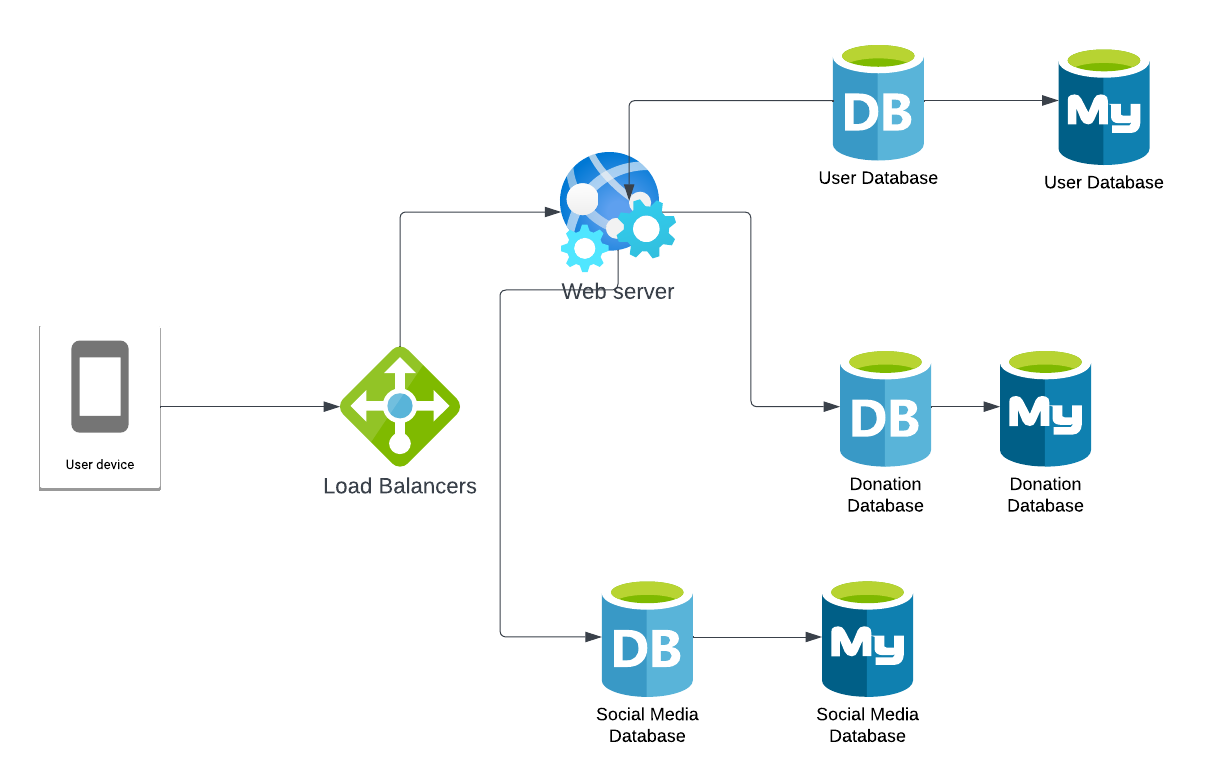 DB
My
User Database
User Database
Web server
User device
Load Balancers
DB
My
Donation
Database
Donation
Database
DB
My
Social Media
Database
Social Media
Database